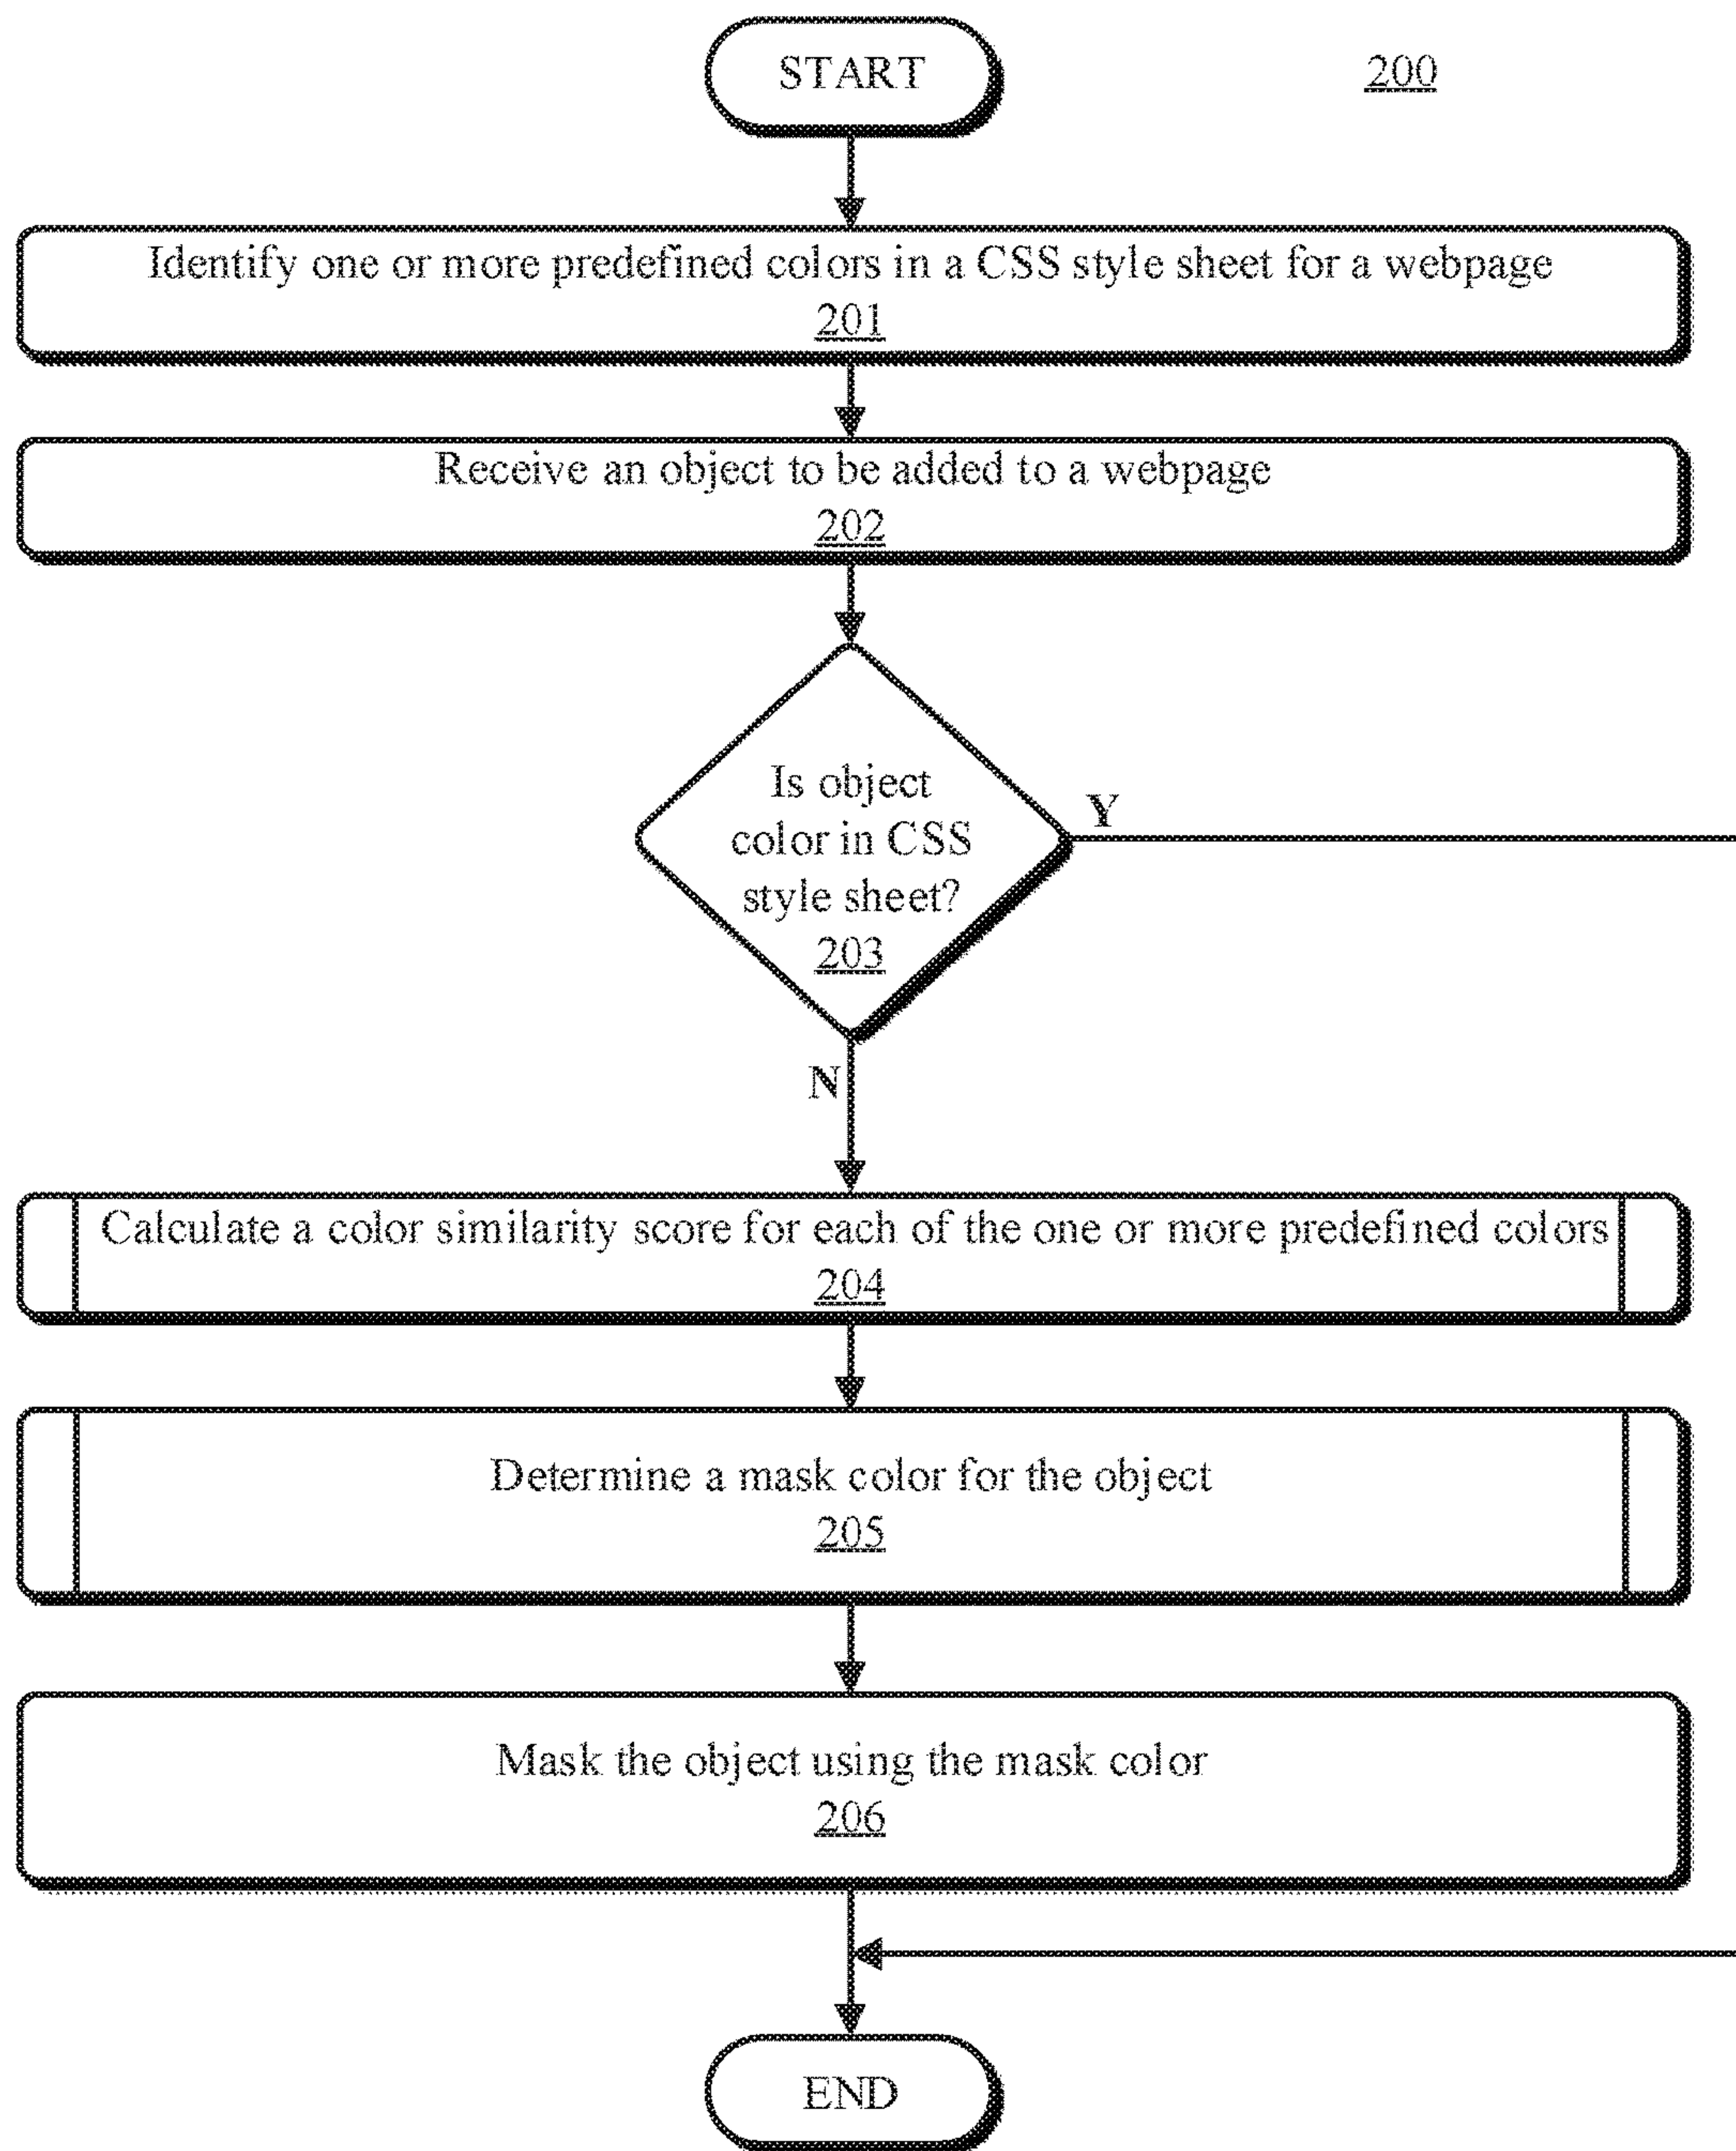 START
200
Identify one or more predefined colors in a CSS style sheet for a webpage
201
Receive an object to be added to a webpage
202
Is object
color in CSS
style sheet?
203
Y
N
Calculate a color similarity score for each of the one or more predefined colors
204
Determine a mask color for the object
205
Mask the object using the mask color
206
END